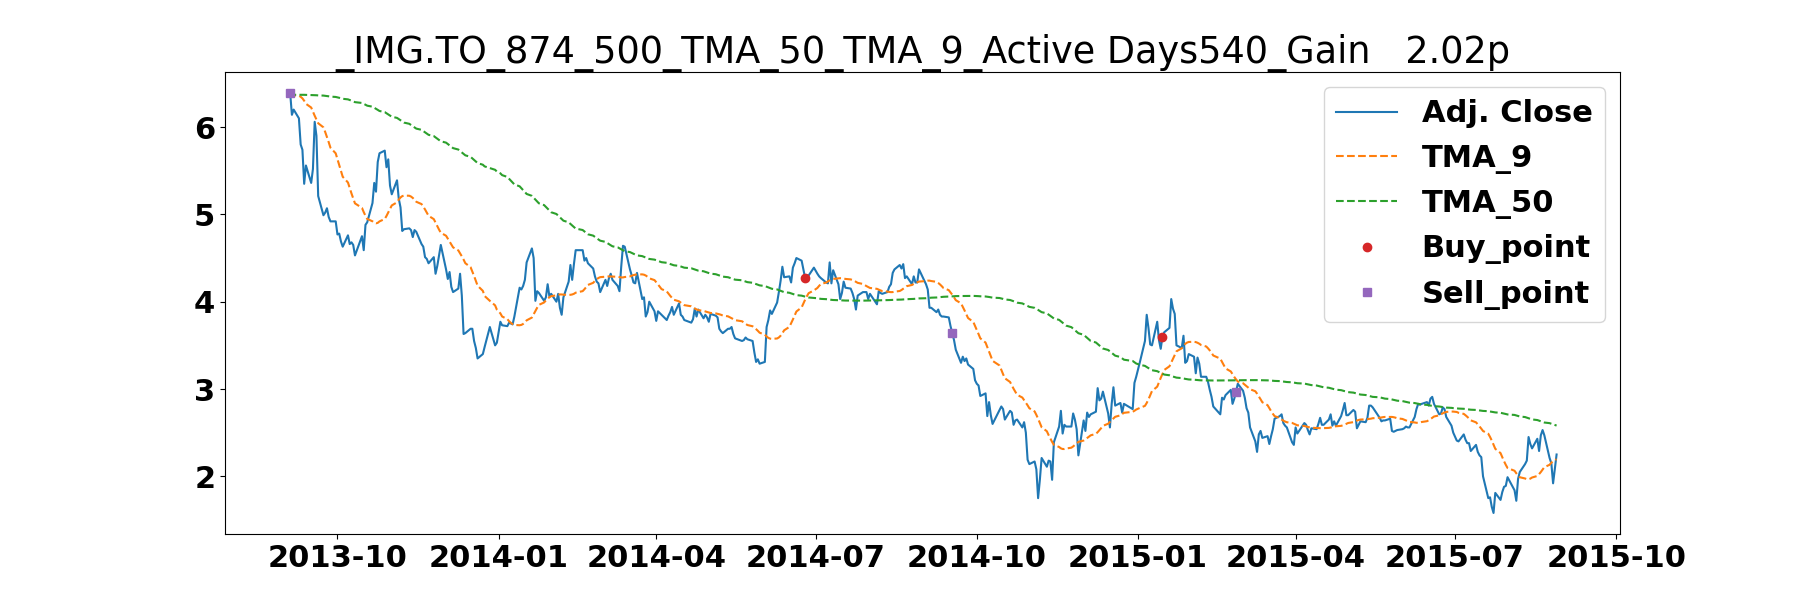 _IMG.TO_874_500_TMA_50_TMA_9_Active Days540_Gain   2.02p
Adj. Close
TMA_9
TMA_50
Buy_point
Sell_point
6
5
4
3
2
2013-10 2014-01 2014-04 2014-07 2014-10 2015-01 2015-04 2015-07 2015-10